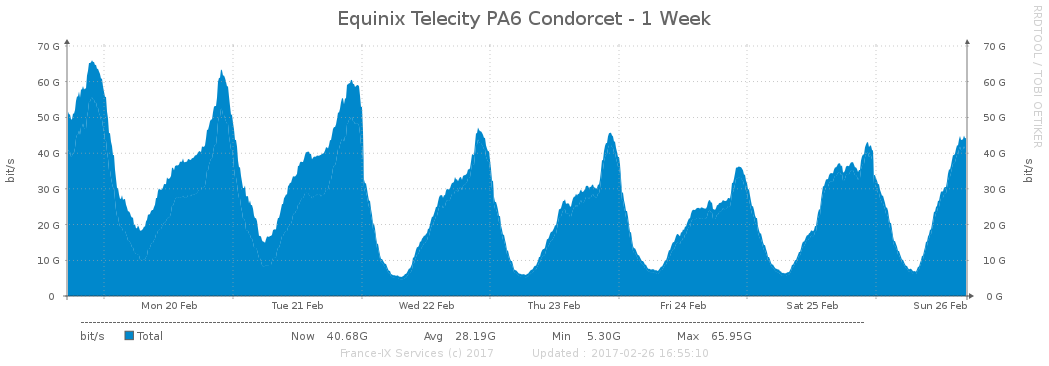 Equinix Telecity PA6 Condorcet - 1 Week
RRDTOOL / TOBI OETIKER
70 G 70 G
60 G 60 G
50 G 50 G
40 G 40 G
30 G 30 G
20 G 20 G
10 G 10 G
0 0 G
bit/s bit/s
Mon 20 Feb Tue 21 Feb Wed 22 Feb Thu 23 Feb Fri 24 Feb Sat 25 Feb Sun 26 Feb
bit/s Total Now 40.68G Avg 28.19G Min 5.30G Max 65.95G
France-IX Services (c) 2017 Updated : 2017-02-26 16:55:10